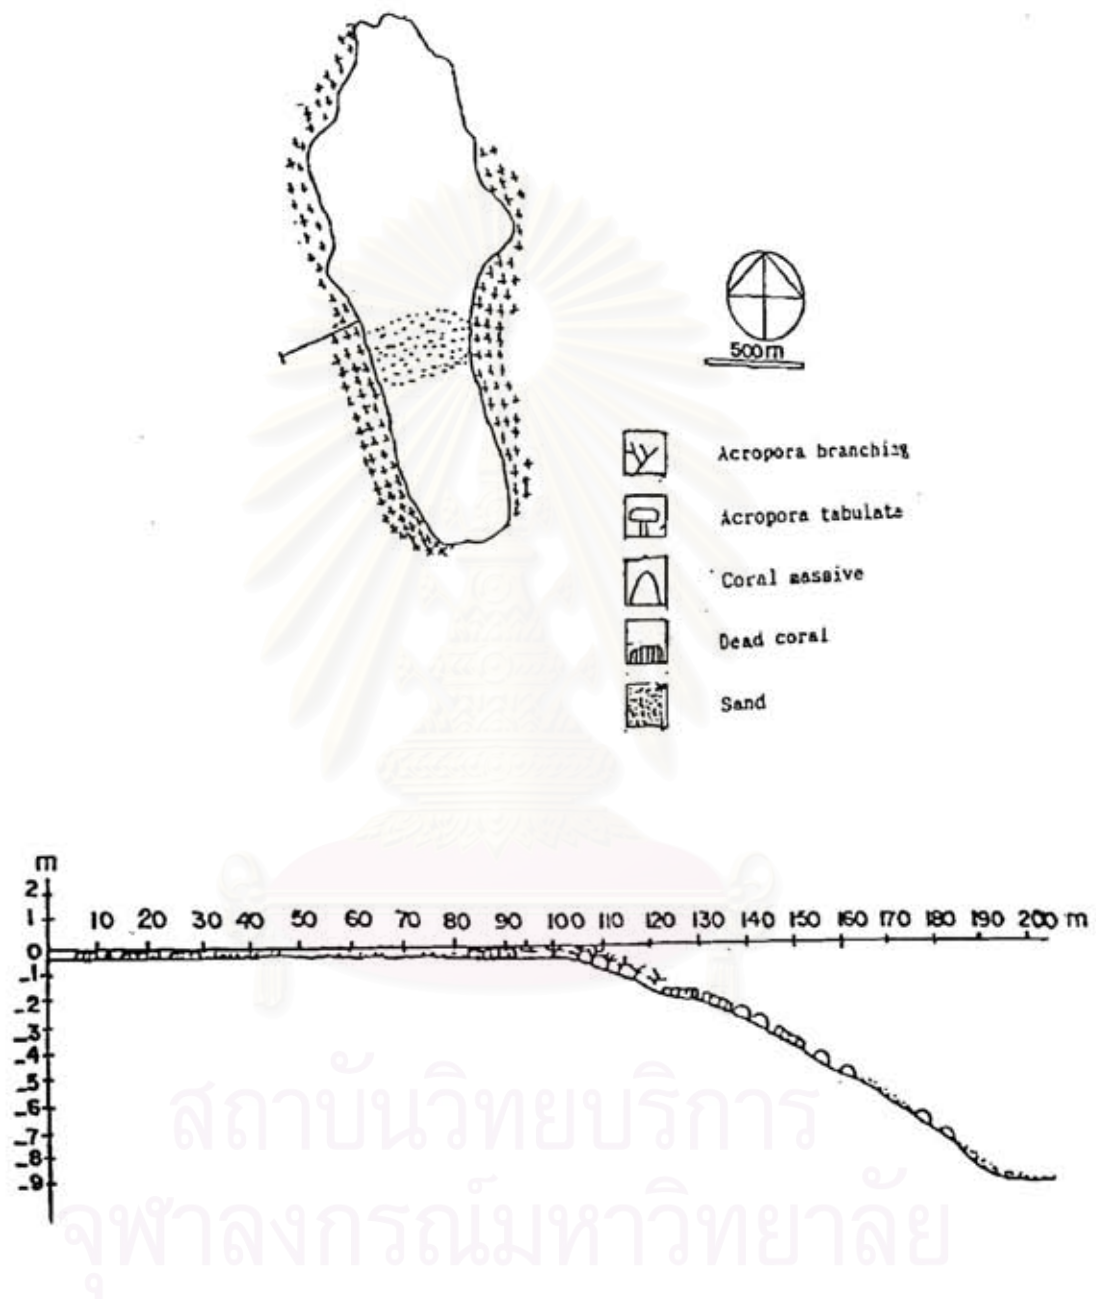 500m
Acropora branching
Acropora tabulata
Coral massive
Dead coral
Sand
m
2
1 10 20 30 40 50 60 70 80 90 100 110 120 130 140 150 160 170 180 190 200 m
0
-1
-2
-3
-4
-5
-6
-7
-8
-9
สถาบันวิทยบริการ
จุฬาลงกรณ์มหาวิทยาลัย